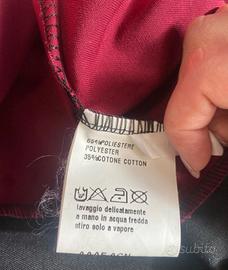 65% POLIESTERE
POLYESTER
35% COTONE COTTON
lavaggio delicatamente
a mano in acqua fredda
stiro solo a vapore
subito